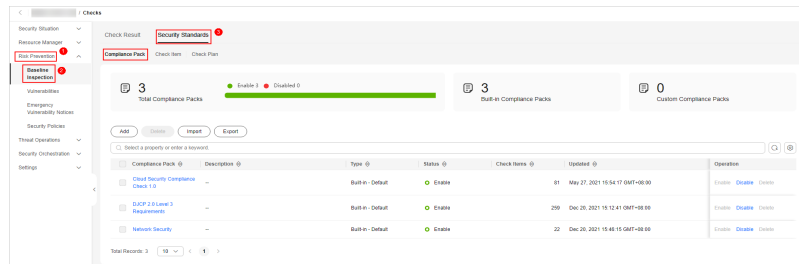 / Checks
Security Situation
Resource Manager
Risk Prevention
1
Baseline
Inspection
2
Vulnerabilities
Emergency
Vulnerability Notices
Security Policies
Threat Operations
Security Orchestration
Settings
Check Result
Security Standards
3
Compliance Pack
Check Item
Check Plan
3
Total Compliance Packs
Enable 3
Disabled 0
3
Built-in Compliance Packs
0
Custom Compliance Packs
Add
Delete
Import
Export
Select a property or enter a keyword.
Compliance Pack
Description
Type
Status
Check Items
Updated
Operation
Cloud Security Compliance
Check 1.0
--
Built-in - Default
Enable
81
May 27, 2021 15:54:17 GMT+08:00
Enable Disable Delete
DJCP 2.0 Level 3
Requirements
--
Built-in - Default
Enable
259
Dec 20, 2021 15:12:41 GMT+08:00
Enable Disable Delete
Network Security
--
Built-in - Default
Enable
22
Dec 20, 2021 15:46:15 GMT+08:00
Enable Disable Delete
Total Records: 3
10
1